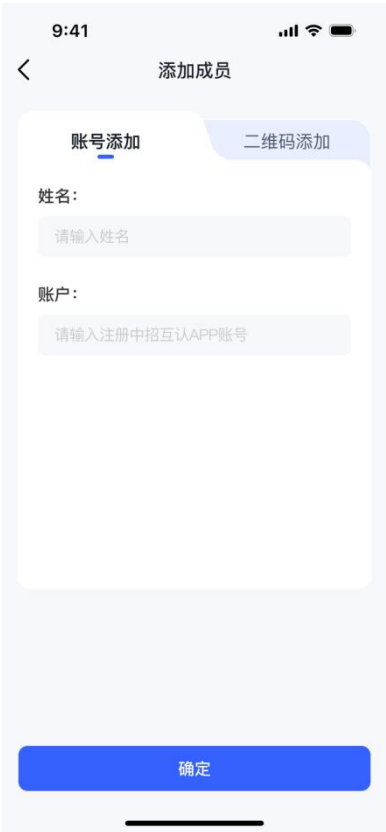 9:41
添加成员
账号添加
二维码添加
姓名：
请输入姓名
账户：
请输入注册中招互认APP账号
确定